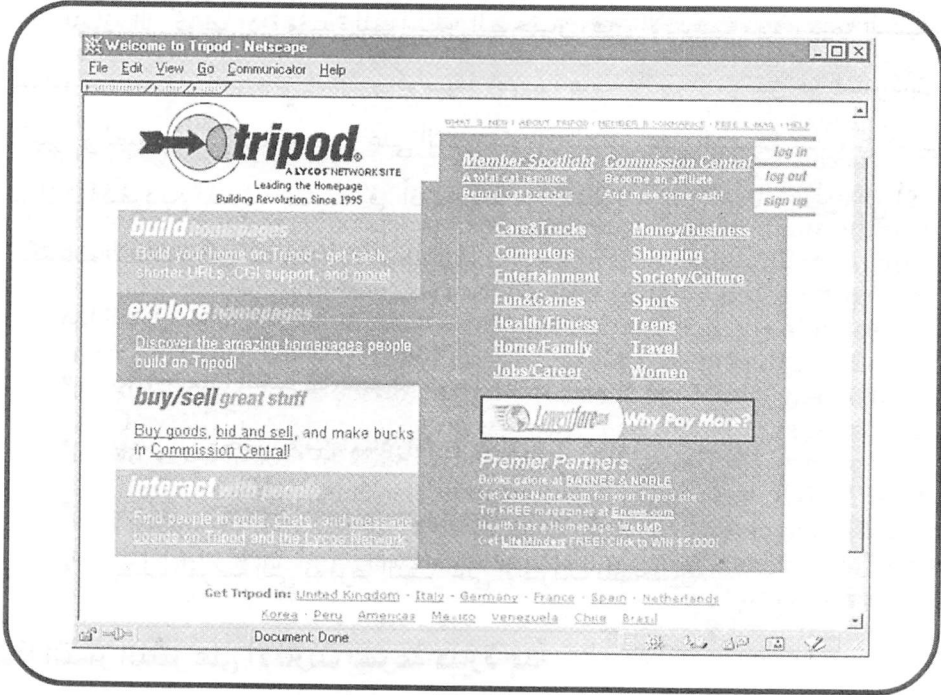 Welcome to Tripod - Netscape
File Edit View Go Communicator Help
WHAT'S NEW | ABOUT TRIPOD · MEMBER BOOKMARKS · FREE E-MAIL · HELP
tripod®
A LYCOS NETWORK SITE
Leading the Homepage
Building Revolution Since 1995
log in
log out
sign up
Member Spotlight
A total cat resource
Bengal cat breeders
Commission Central
Become an affiliate
And make some cash!
build homepages
Build your home on Tripod - get cash,
shorter URLs, CGI support, and more!
explore homepages
Discover the amazing homepages people
build on Tripod!
buy/sell great stuff
Buy goods, bid and sell, and make bucks
in Commission Central!
interact with people
Find people in pods, chats, and message
boards on Tripod and the Lycos Network
Cars&Trucks
Computers
Entertainment
Fun&Games
Health/Fitness
Home/Family
Jobs/Career
Money/Business
Shopping
Society/Culture
Sports
Teens
Travel
Women
Lowestfare.com Why Pay More?
Premier Partners
Books galore at BARNES & NOBLE
Get Your-Name.com for your Tripod site
Try FREE magazines at Enews.com
Health has a Homepage: WebMD
Get LifeMinders FREE! Click to WIN $5,000!
Get Tripod in: United Kingdom · Italy · Germany · France · Spain · Netherlands
Korea · Peru Americas Mexico Venezuela Chile Brazil
Document: Done